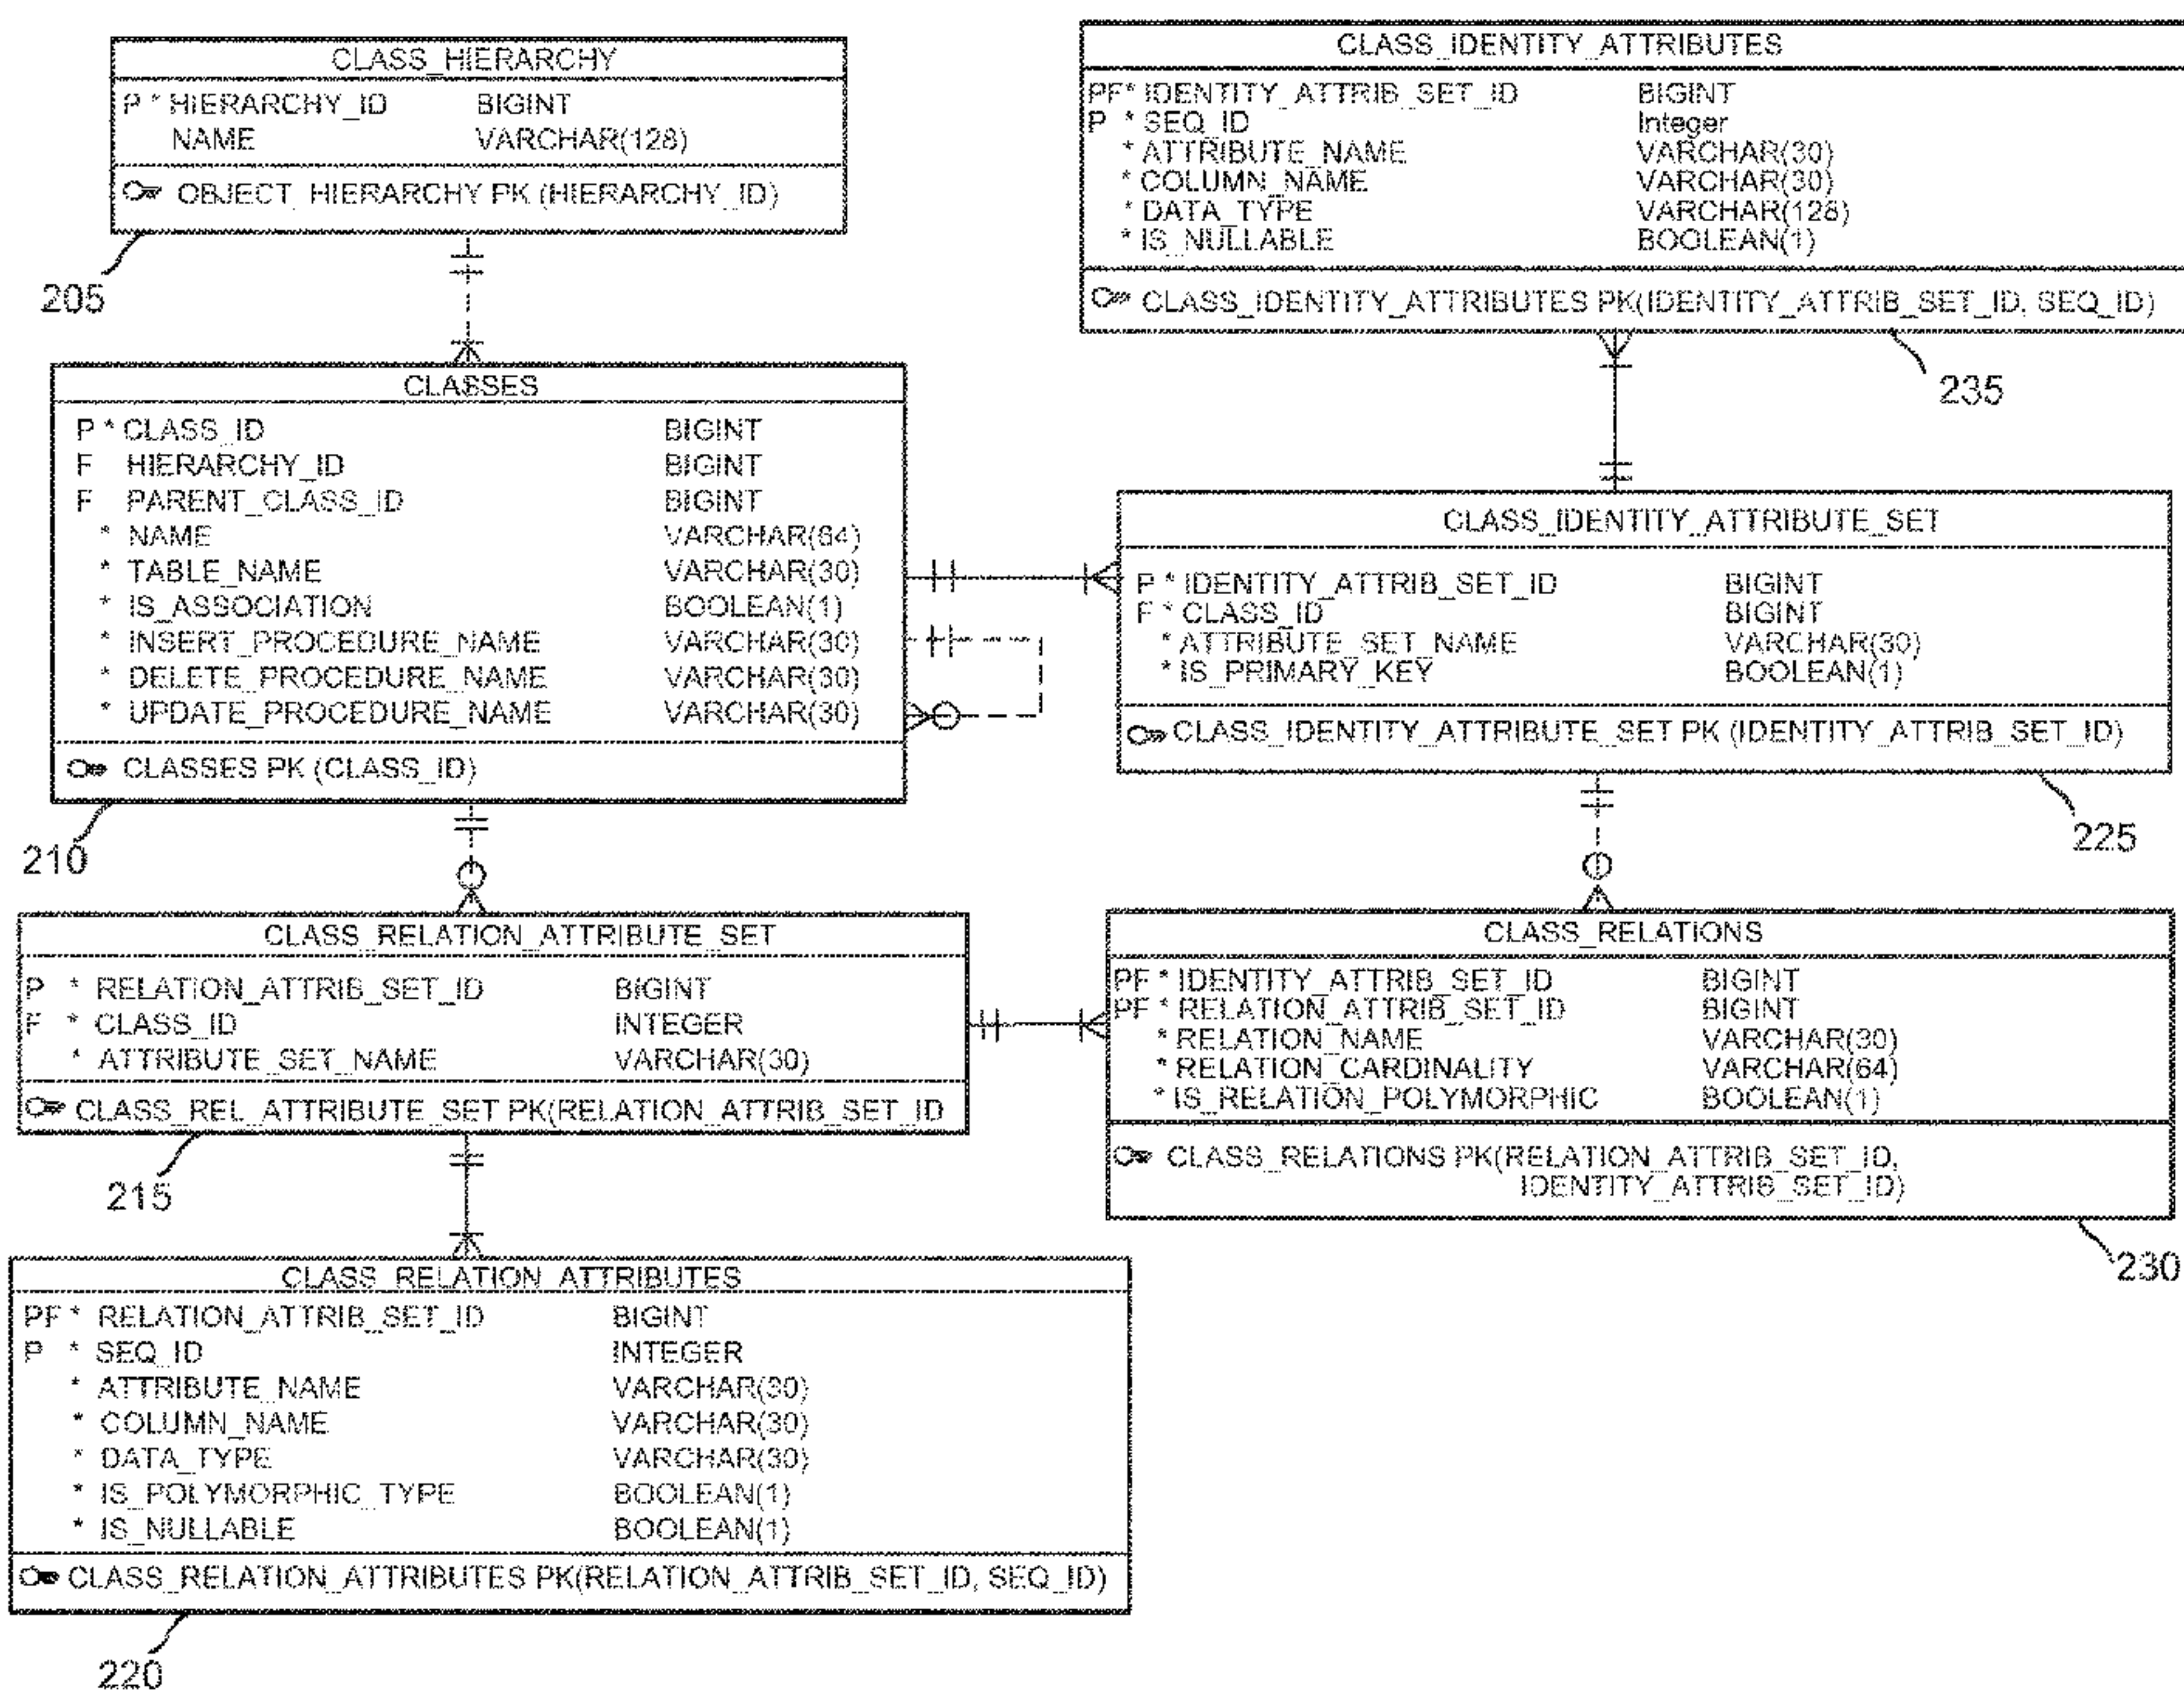 CLASS_HIERARCHY
P * HIERARCHY_ID BIGINT
NAME VARCHAR(128)
OBJECT_HIERARCHY PK (HIERARCHY_ID)
205
CLASSES
P * CLASS_ID BIGINT
F HIERARCHY_ID BIGINT
F PARENT_CLASS_ID BIGINT
* NAME VARCHAR(64)
* TABLE_NAME VARCHAR(30)
* IS_ASSOCIATION BOOLEAN(1)
* INSERT_PROCEDURE_NAME VARCHAR(30)
* DELETE_PROCEDURE_NAME VARCHAR(30)
* UPDATE_PROCEDURE_NAME VARCHAR(30)
CLASSES PK (CLASS_ID)
210
CLASS_RELATION_ATTRIBUTE_SET
P * RELATION_ATTRIB_SET_ID BIGINT
F * CLASS_ID INTEGER
* ATTRIBUTE_SET_NAME VARCHAR(30)
CLASS_REL_ATTRIBUTE_SET PK(RELATION_ATTRIB_SET_ID
215
CLASS_RELATION_ATTRIBUTES
PF * RELATION_ATTRIB_SET_ID BIGINT
P * SEQ_ID INTEGER
* ATTRIBUTE_NAME VARCHAR(30)
* COLUMN_NAME VARCHAR(30)
* DATA_TYPE VARCHAR(30)
* IS_POLYMORPHIC_TYPE BOOLEAN(1)
* IS_NULLABLE BOOLEAN(1)
CLASS_RELATION_ATTRIBUTES PK(RELATION_ATTRIB_SET_ID, SEQ_ID)
220
CLASS_IDENTITY_ATTRIBUTES
PF* IDENTITY_ATTRIB_SET_ID BIGINT
P * SEQ_ID Integer
* ATTRIBUTE_NAME VARCHAR(30)
* COLUMN_NAME VARCHAR(30)
* DATA_TYPE VARCHAR(128)
* IS_NULLABLE BOOLEAN(1)
CLASS_IDENTITY_ATTRIBUTES PK(IDENTITY_ATTRIB_SET_ID, SEQ_ID)
235
CLASS_IDENTITY_ATTRIBUTE_SET
P * IDENTITY_ATTRIB_SET_ID BIGINT
F * CLASS_ID BIGINT
* ATTRIBUTE_SET_NAME VARCHAR(30)
* IS_PRIMARY_KEY BOOLEAN(1)
CLASS_IDENTITY_ATTRIBUTE_SET PK (IDENTITY_ATTRIB_SET_ID)
225
CLASS_RELATIONS
PF * IDENTITY_ATTRIB_SET_ID BIGINT
PF * RELATION_ATTRIB_SET_ID BIGINT
* RELATION_NAME VARCHAR(30)
* RELATION_CARDINALITY VARCHAR(64)
* IS_RELATION_POLYMORPHIC BOOLEAN(1)
CLASS_RELATIONS PK(RELATION_ATTRIB_SET_ID,
IDENTITY_ATTRIB_SET_ID)
230